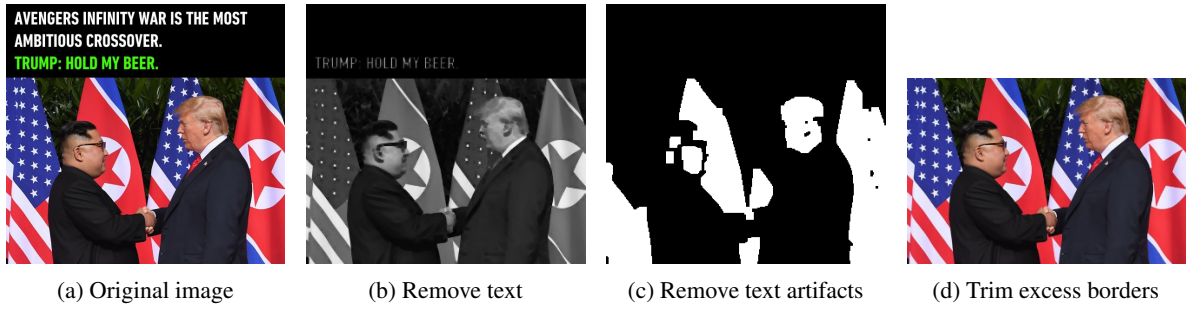 AVENGERS INFINITY WAR IS THE MOST
AMBITIOUS CROSSOVER.
TRUMP: HOLD MY BEER.
TRUMP: HOLD MY BEER.
(a) Original image
(b) Remove text
(c) Remove text artifacts
(d) Trim excess borders